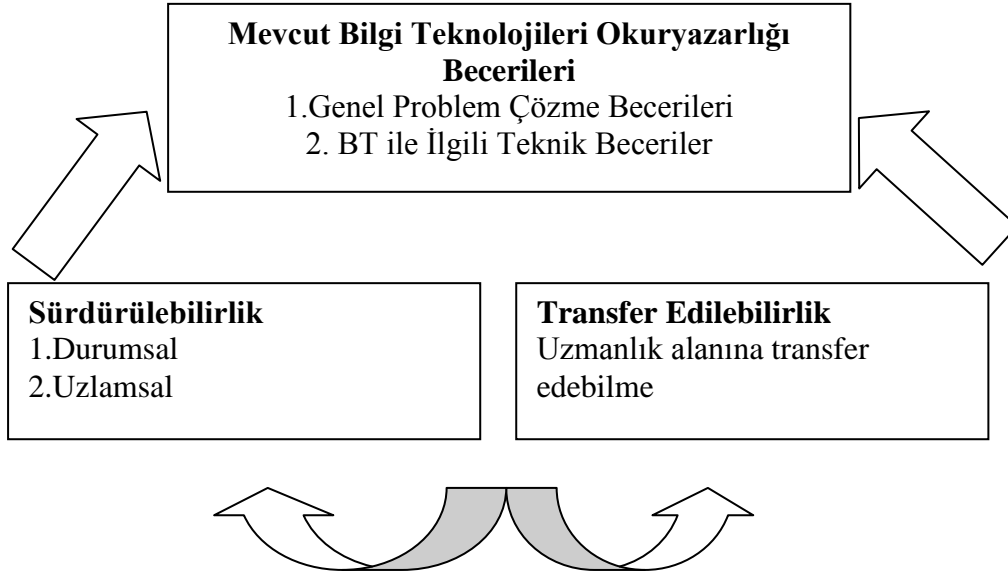 Mevcut Bilgi Teknolojileri Okuryazarlığı
Becerileri
1.Genel Problem Çözme Becerileri
2. BT ile İlgili Teknik Beceriler
Sürdürülebilirlik
1.Durumsal
2.Uzlamsal
Transfer Edilebilirlik
Uzmanlık alanına transfer
edebilme